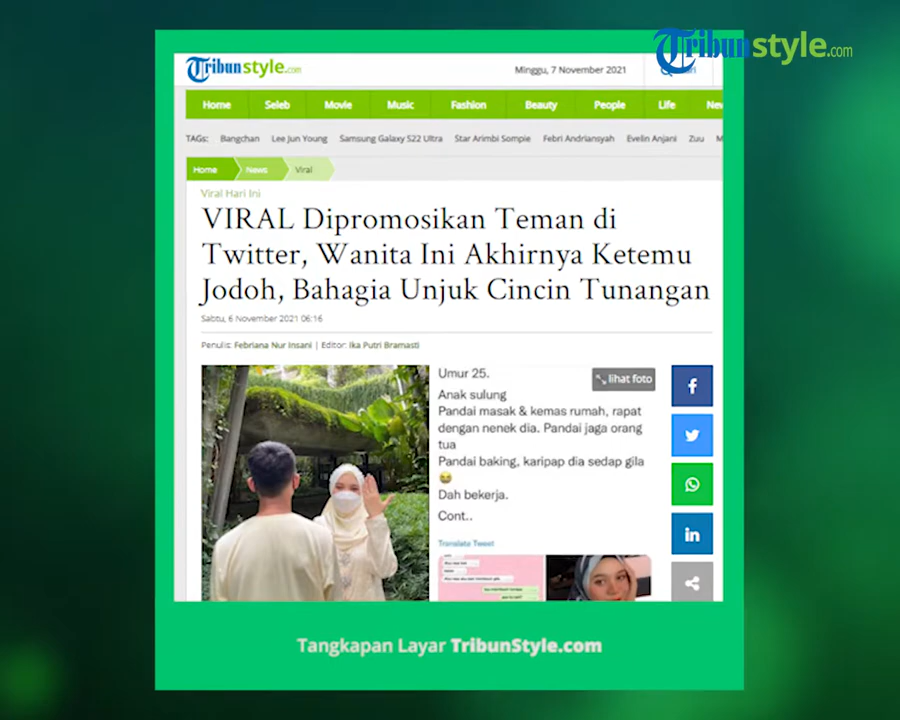 Tribunstyle.com
Tribunstyle.com
Minggu, 7 November 2021
Home Seleb Movie Music Fashion Beauty People Life New
TAGs: Bangchan Lee Jun Young Samsung Galaxy S22 Ultra Star Arimbi Sompie Febri Andriansyah Evelin Anjani Zuu M
Home News Viral
Viral Hari Ini
VIRAL Dipromosikan Teman di
Twitter, Wanita Ini Akhirnya Ketemu
Jodoh, Bahagia Unjuk Cincin Tunangan
Sabtu, 6 November 2021 06:16
Penulis: Febriana Nur Insani | Editor: Ika Putri Bramasti
Umur 25.
lihat foto
Anak sulung
Pandai masak & kemas rumah, rapat
dengan nenek dia. Pandai jaga orang
tua
Pandai baking, karipap dia sedap gila
😂
Dah bekerja.
Cont..
Translate Tweet
Tangkapan Layar TribunStyle.com